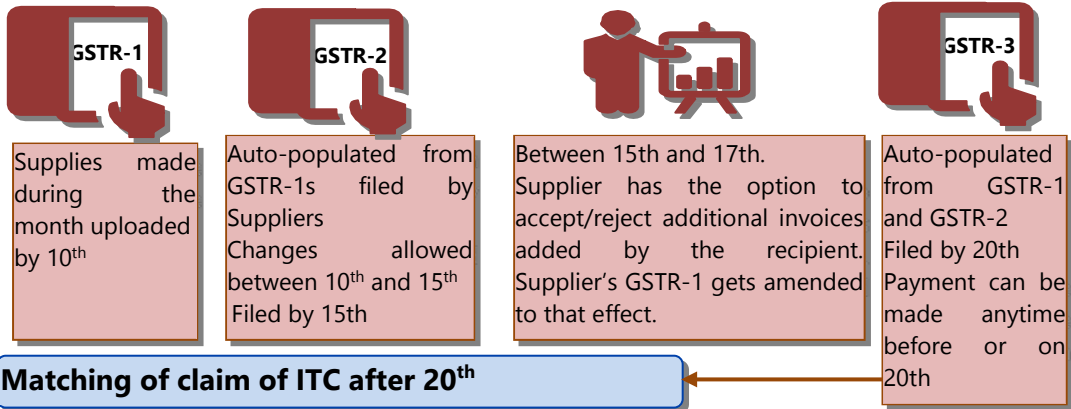 GSTR-1
Supplies made
during the
month uploaded
by 10th
GSTR-2
Auto-populated from
GSTR-1s filed by
Suppliers
Changes allowed
between 10th and 15th
Filed by 15th
Between 15th and 17th.
Supplier has the option to
accept/reject additional invoices
added by the recipient.
Supplier's GSTR-1 gets amended
to that effect.
GSTR-3
Auto-populated
from GSTR-1
and GSTR-2
Filed by 20th
Payment can be
made anytime
before or on
20th
Matching of claim of ITC after 20th